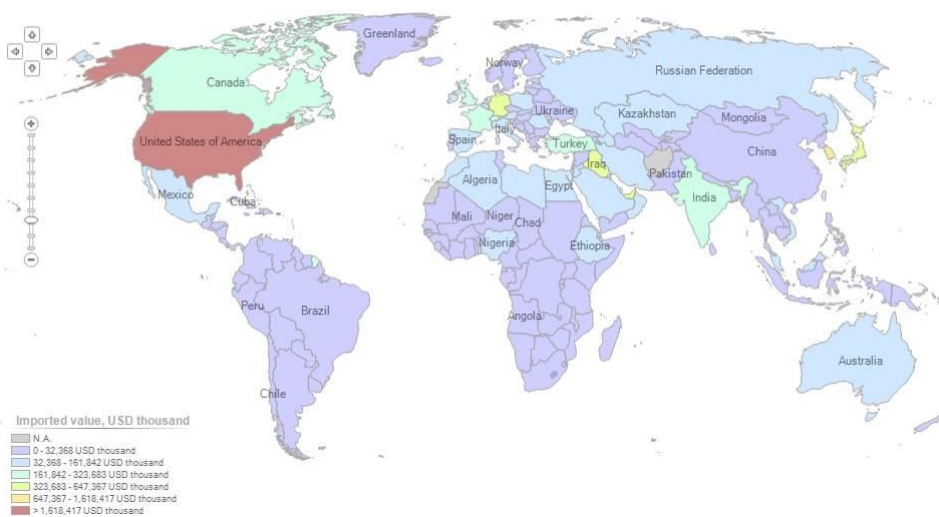 Greenland
Norway
Russian Federation
Canada
Ukraine
Kazakhstan
Mongolia
Italy
Spain
Turkey
United States of America
China
Iraq
Pakistan
Algeria
Egypt
India
Mexico
Cuba
Mali
Niger
Chad
Nigeria
Ethiopia
Peru
Brazil
Angola
Australia
Chile
Imported value, USD thousand
N.A.
0 - 32,368 USD thousand
32,368 - 161,842 USD thousand
161,842 - 323,683 USD thousand
323,683 - 647,367 USD thousand
647,367 - 1,618,417 USD thousand
> 1,618,417 USD thousand